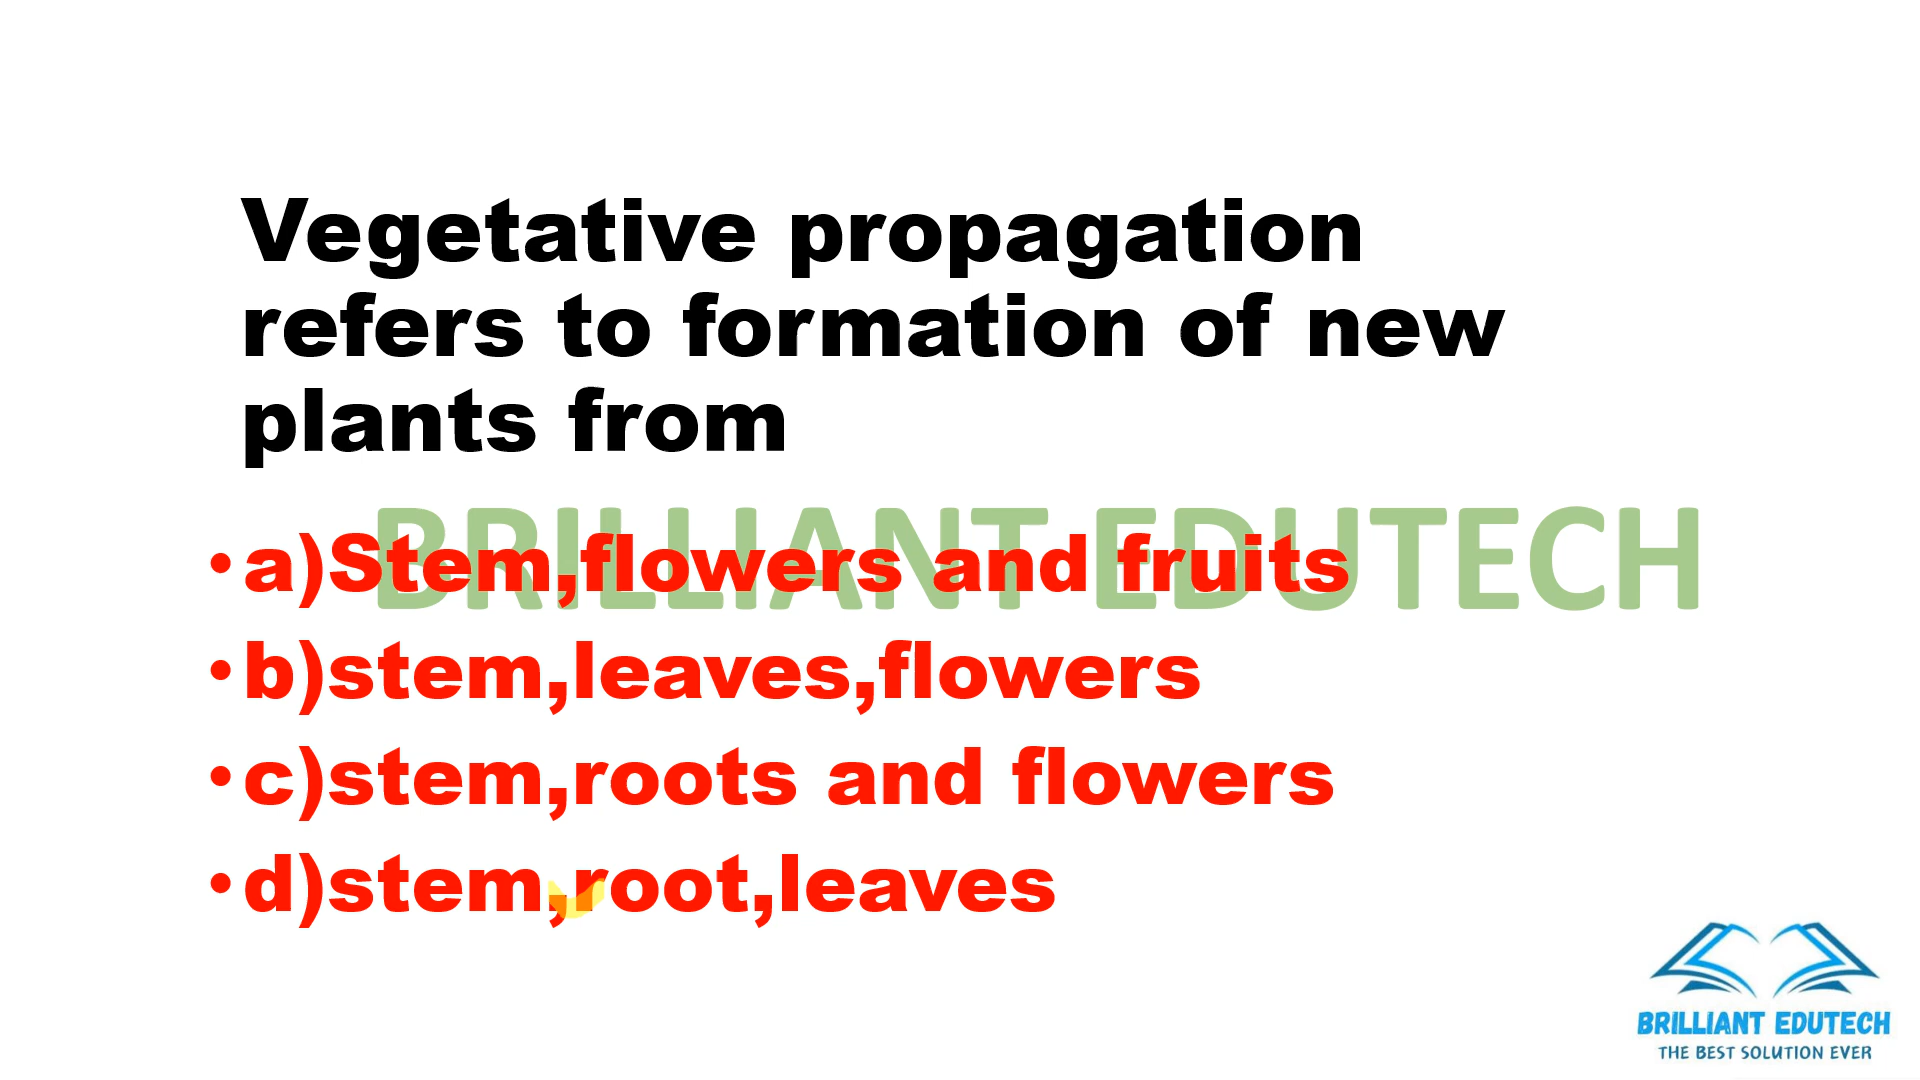 Vegetative propagation
refers to formation of new
plants from
BRILLIANT EDUTECH
• a)Stem,flowers and fruits
• b)stem,leaves,flowers
• c)stem,roots and flowers
• d)stem,root,leaves
BRILLIANT EDUTECH
THE BEST SOLUTION EVER